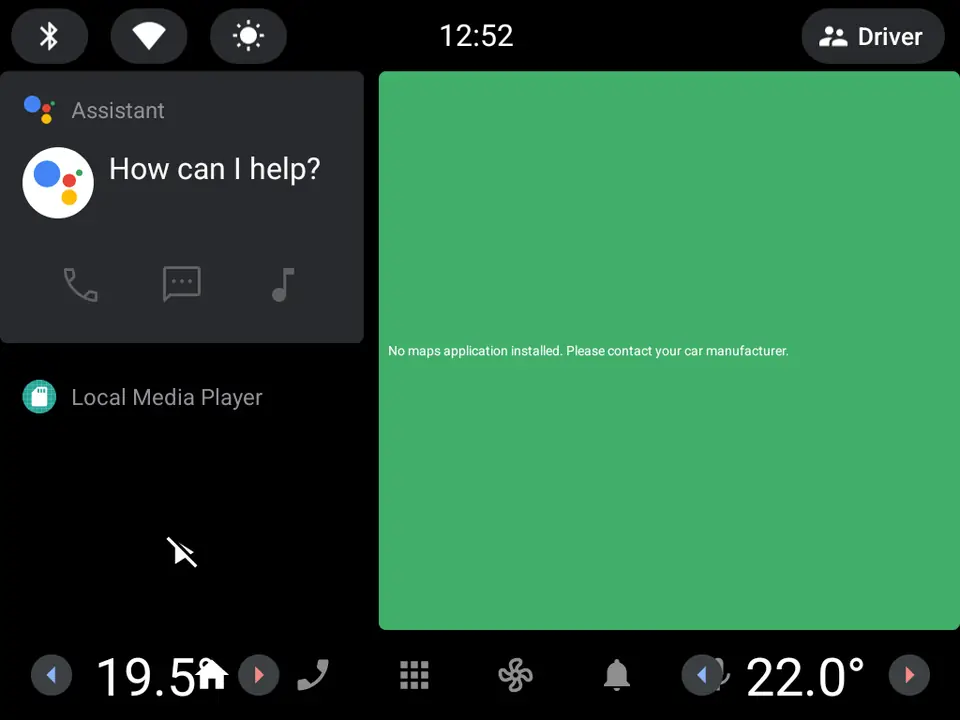 12:52
Driver
Assistant
How can I help?
No maps application installed. Please contact your car manufacturer.
Local Media Player
19.5°
22.0°